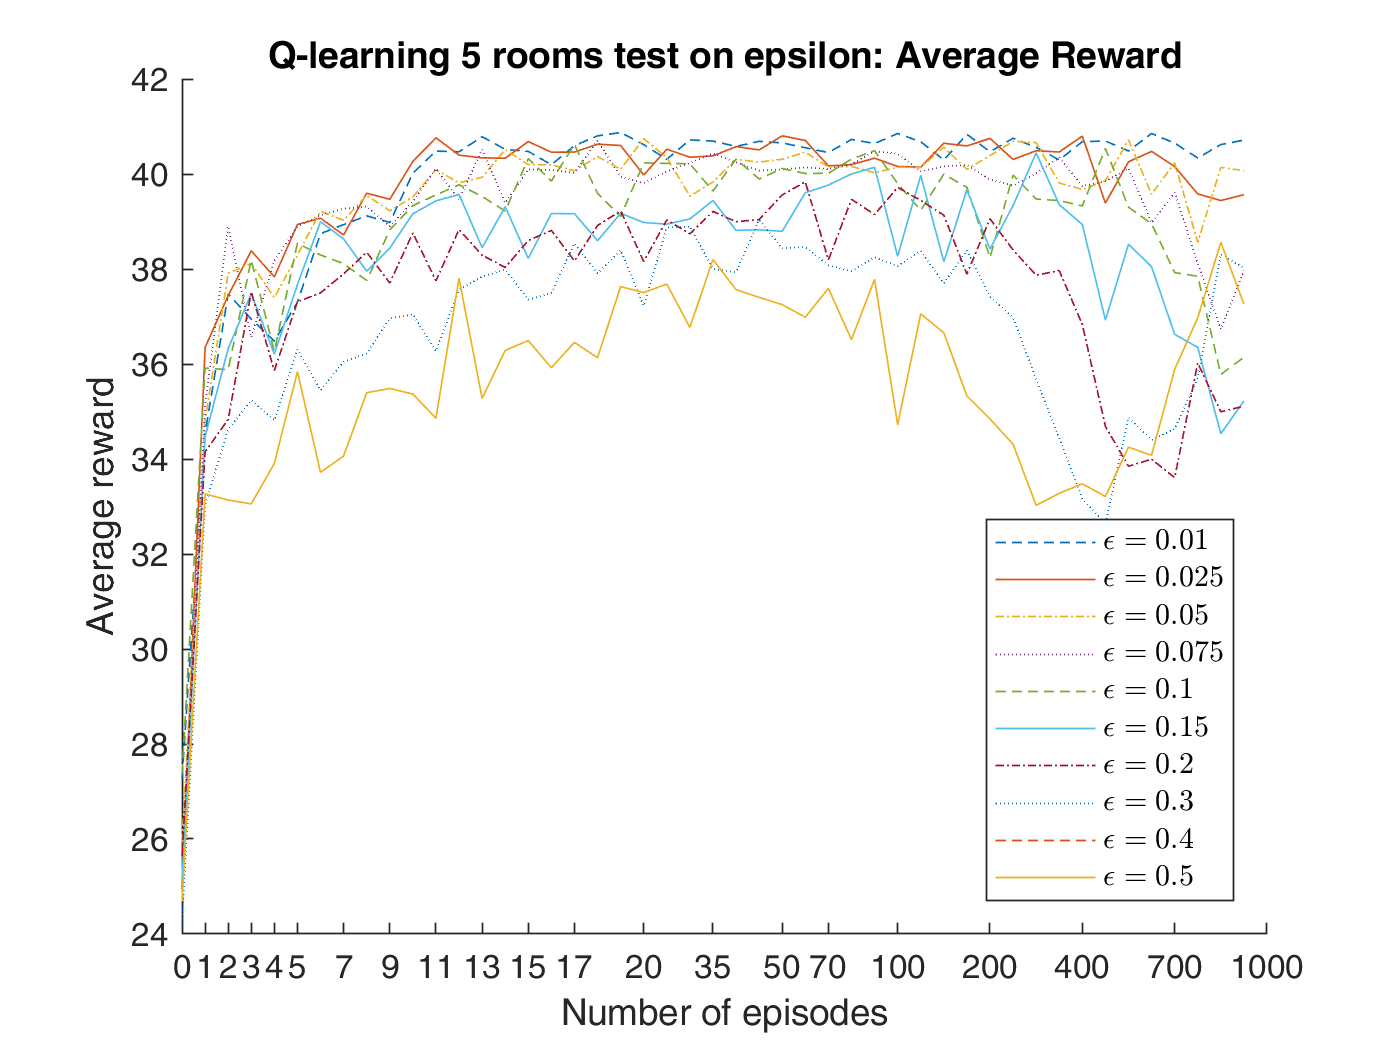 Q-learning 5 rooms test on epsilon: Average Reward
42
40
38
36
34
32
30
28
26
24
Average reward
0 1 2 3 4 5 7 9 11 13 15 17 20 35 50 70 100 200 400 700 1000
Number of episodes
ϵ = 0.01
ϵ = 0.025
ϵ = 0.05
ϵ = 0.075
ϵ = 0.1
ϵ = 0.15
ϵ = 0.2
ϵ = 0.3
ϵ = 0.4
ϵ = 0.5